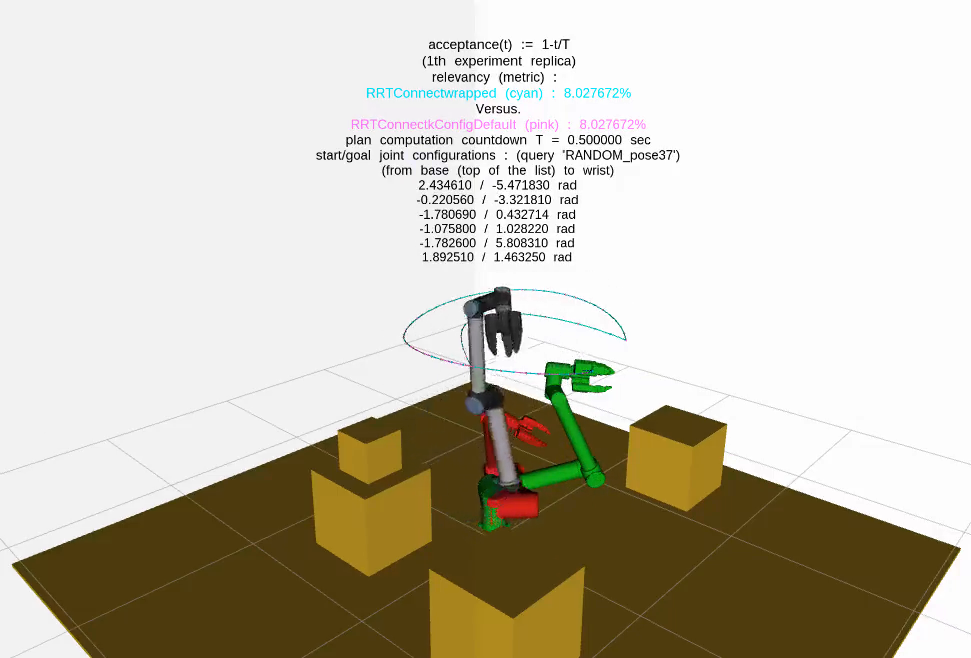 acceptance(t) := 1-t/T
(1th experiment replica)
relevancy (metric) :
RRTConnectwrapped (cyan) : 8.027672%
Versus.
RRTConnectkConfigDefault (pink) : 8.027672%
plan computation countdown T = 0.500000 sec
start/goal joint configurations : (query 'RANDOM_pose37')
(from base (top of the list) to wrist)
2.434610 / -5.471830 rad
-0.220560 / -3.321810 rad
-1.780690 / 0.432714 rad
-1.075800 / 1.028220 rad
-1.782600 / 5.808310 rad
1.892510 / 1.463250 rad